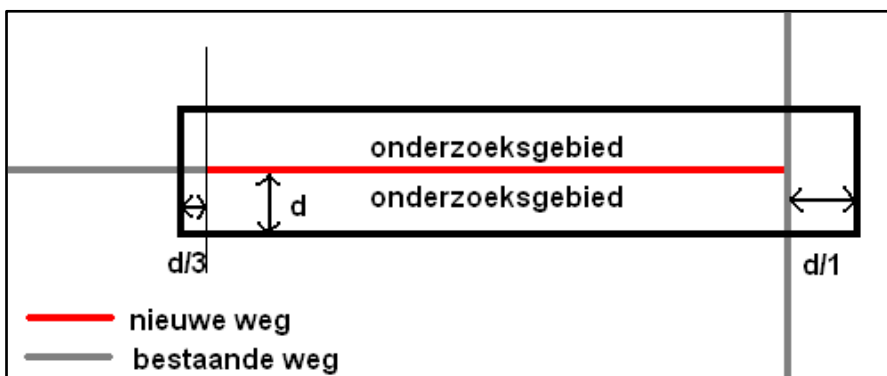 onderzoeksgebied
onderzoeksgebied
d
d/3
d/1
nieuwe weg
bestaande weg